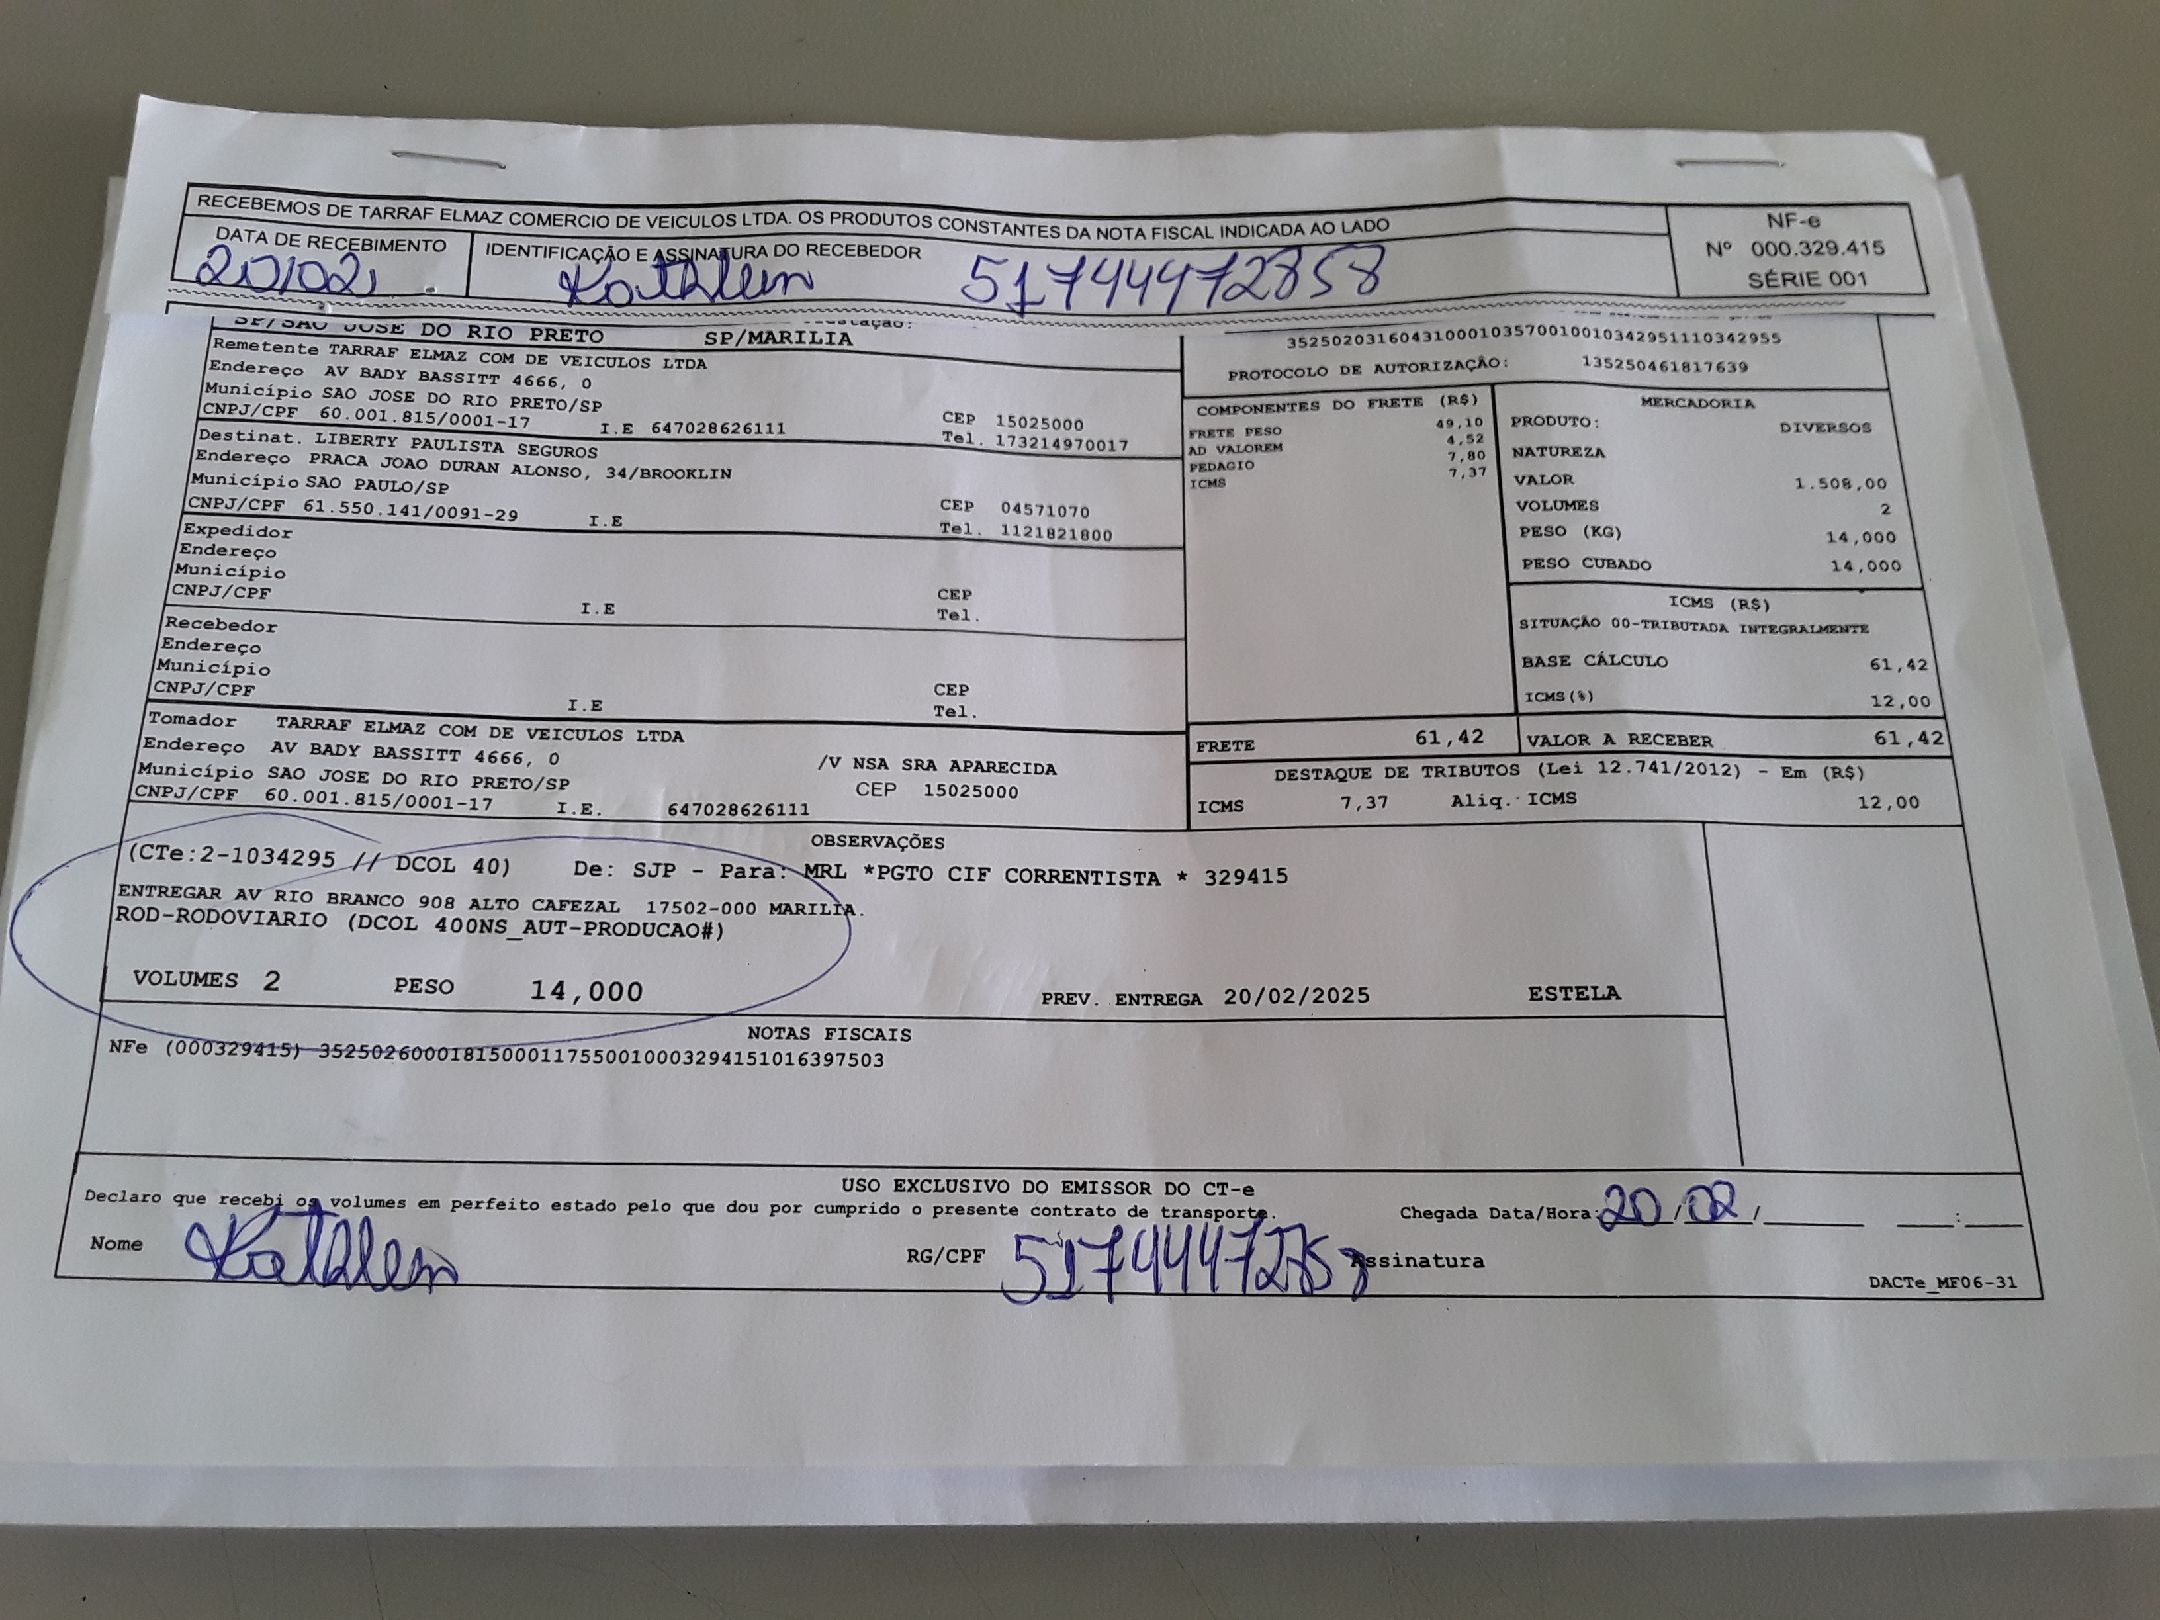 RECEBEMOS DE TARRAF ELMAZ COMERCIO DE VEICULOS LTDA. OS PRODUTOS CONSTANTES DA NOTA FISCAL INDICADA AO LADO
NF-e
Nº 000.329.415
SÉRIE 001
DATA DE RECEBIMENTO
20/02
IDENTIFICAÇÃO E ASSINATURA DO RECEBEDOR
Kathleen 51744472858
SP/SAO JOSE DO RIO PRETO SP/MARILIA
35250203160431000103570010010342951110342955
PROTOCOLO DE AUTORIZAÇÃO: 135250461817639
Remetente TARRAF ELMAZ COM DE VEICULOS LTDA
Endereço AV BADY BASSITT 4666, 0
Município SAO JOSE DO RIO PRETO/SP CEP 15025000
CNPJ/CPF 60.001.815/0001-17 I.E 647028626111 Tel. 173214970017
Destinat. LIBERTY PAULISTA SEGUROS
Endereço PRACA JOAO DURAN ALONSO, 34/BROOKLIN
Município SAO PAULO/SP CEP 04571070
CNPJ/CPF 61.550.141/0091-29 I.E Tel. 1121821800
Expedidor
Endereço
Município CEP
CNPJ/CPF I.E Tel.
Recebedor
Endereço
Município CEP
CNPJ/CPF I.E Tel.
Tomador TARRAF ELMAZ COM DE VEICULOS LTDA
Endereço AV BADY BASSITT 4666, 0 /V NSA SRA APARECIDA
Município SAO JOSE DO RIO PRETO/SP CEP 15025000
CNPJ/CPF 60.001.815/0001-17 I.E. 647028626111
COMPONENTES DO FRETE (R$)
FRETE PESO 49,10
AD VALOREM 4,52
PEDAGIO 7,80
ICMS 7,37
MERCADORIA
PRODUTO: DIVERSOS
NATUREZA
VALOR 1.508,00
VOLUMES 2
PESO (KG) 14,000
PESO CUBADO 14,000
ICMS (R$)
SITUAÇÃO 00-TRIBUTADA INTEGRALMENTE
BASE CÁLCULO 61,42
ICMS(%) 12,00
FRETE 61,42 VALOR A RECEBER 61,42
DESTAQUE DE TRIBUTOS (Lei 12.741/2012) - Em (R$)
ICMS 7,37 Aliq. ICMS 12,00
OBSERVAÇÕES
(CTe:2-1034295 // DCOL 40) De: SJP - Para: MRL *PGTO CIF CORRENTISTA * 329415
ENTREGAR AV RIO BRANCO 908 ALTO CAFEZAL 17502-000 MARILIA.
ROD-RODOVIARIO (DCOL 400NS_AUT-PRODUCAO#)
VOLUMES 2 PESO 14,000 PREV. ENTREGA 20/02/2025 ESTELA
NOTAS FISCAIS
NFe (000329415) 35250260001815000117550010003294151016397503
USO EXCLUSIVO DO EMISSOR DO CT-e
Declaro que recebi os volumes em perfeito estado pelo que dou por cumprido o presente contrato de transporte. Chegada Data/Hora 20/02/ :
Nome Kathleen RG/CPF 51744472858 Assinatura
DACTe_MF06-31